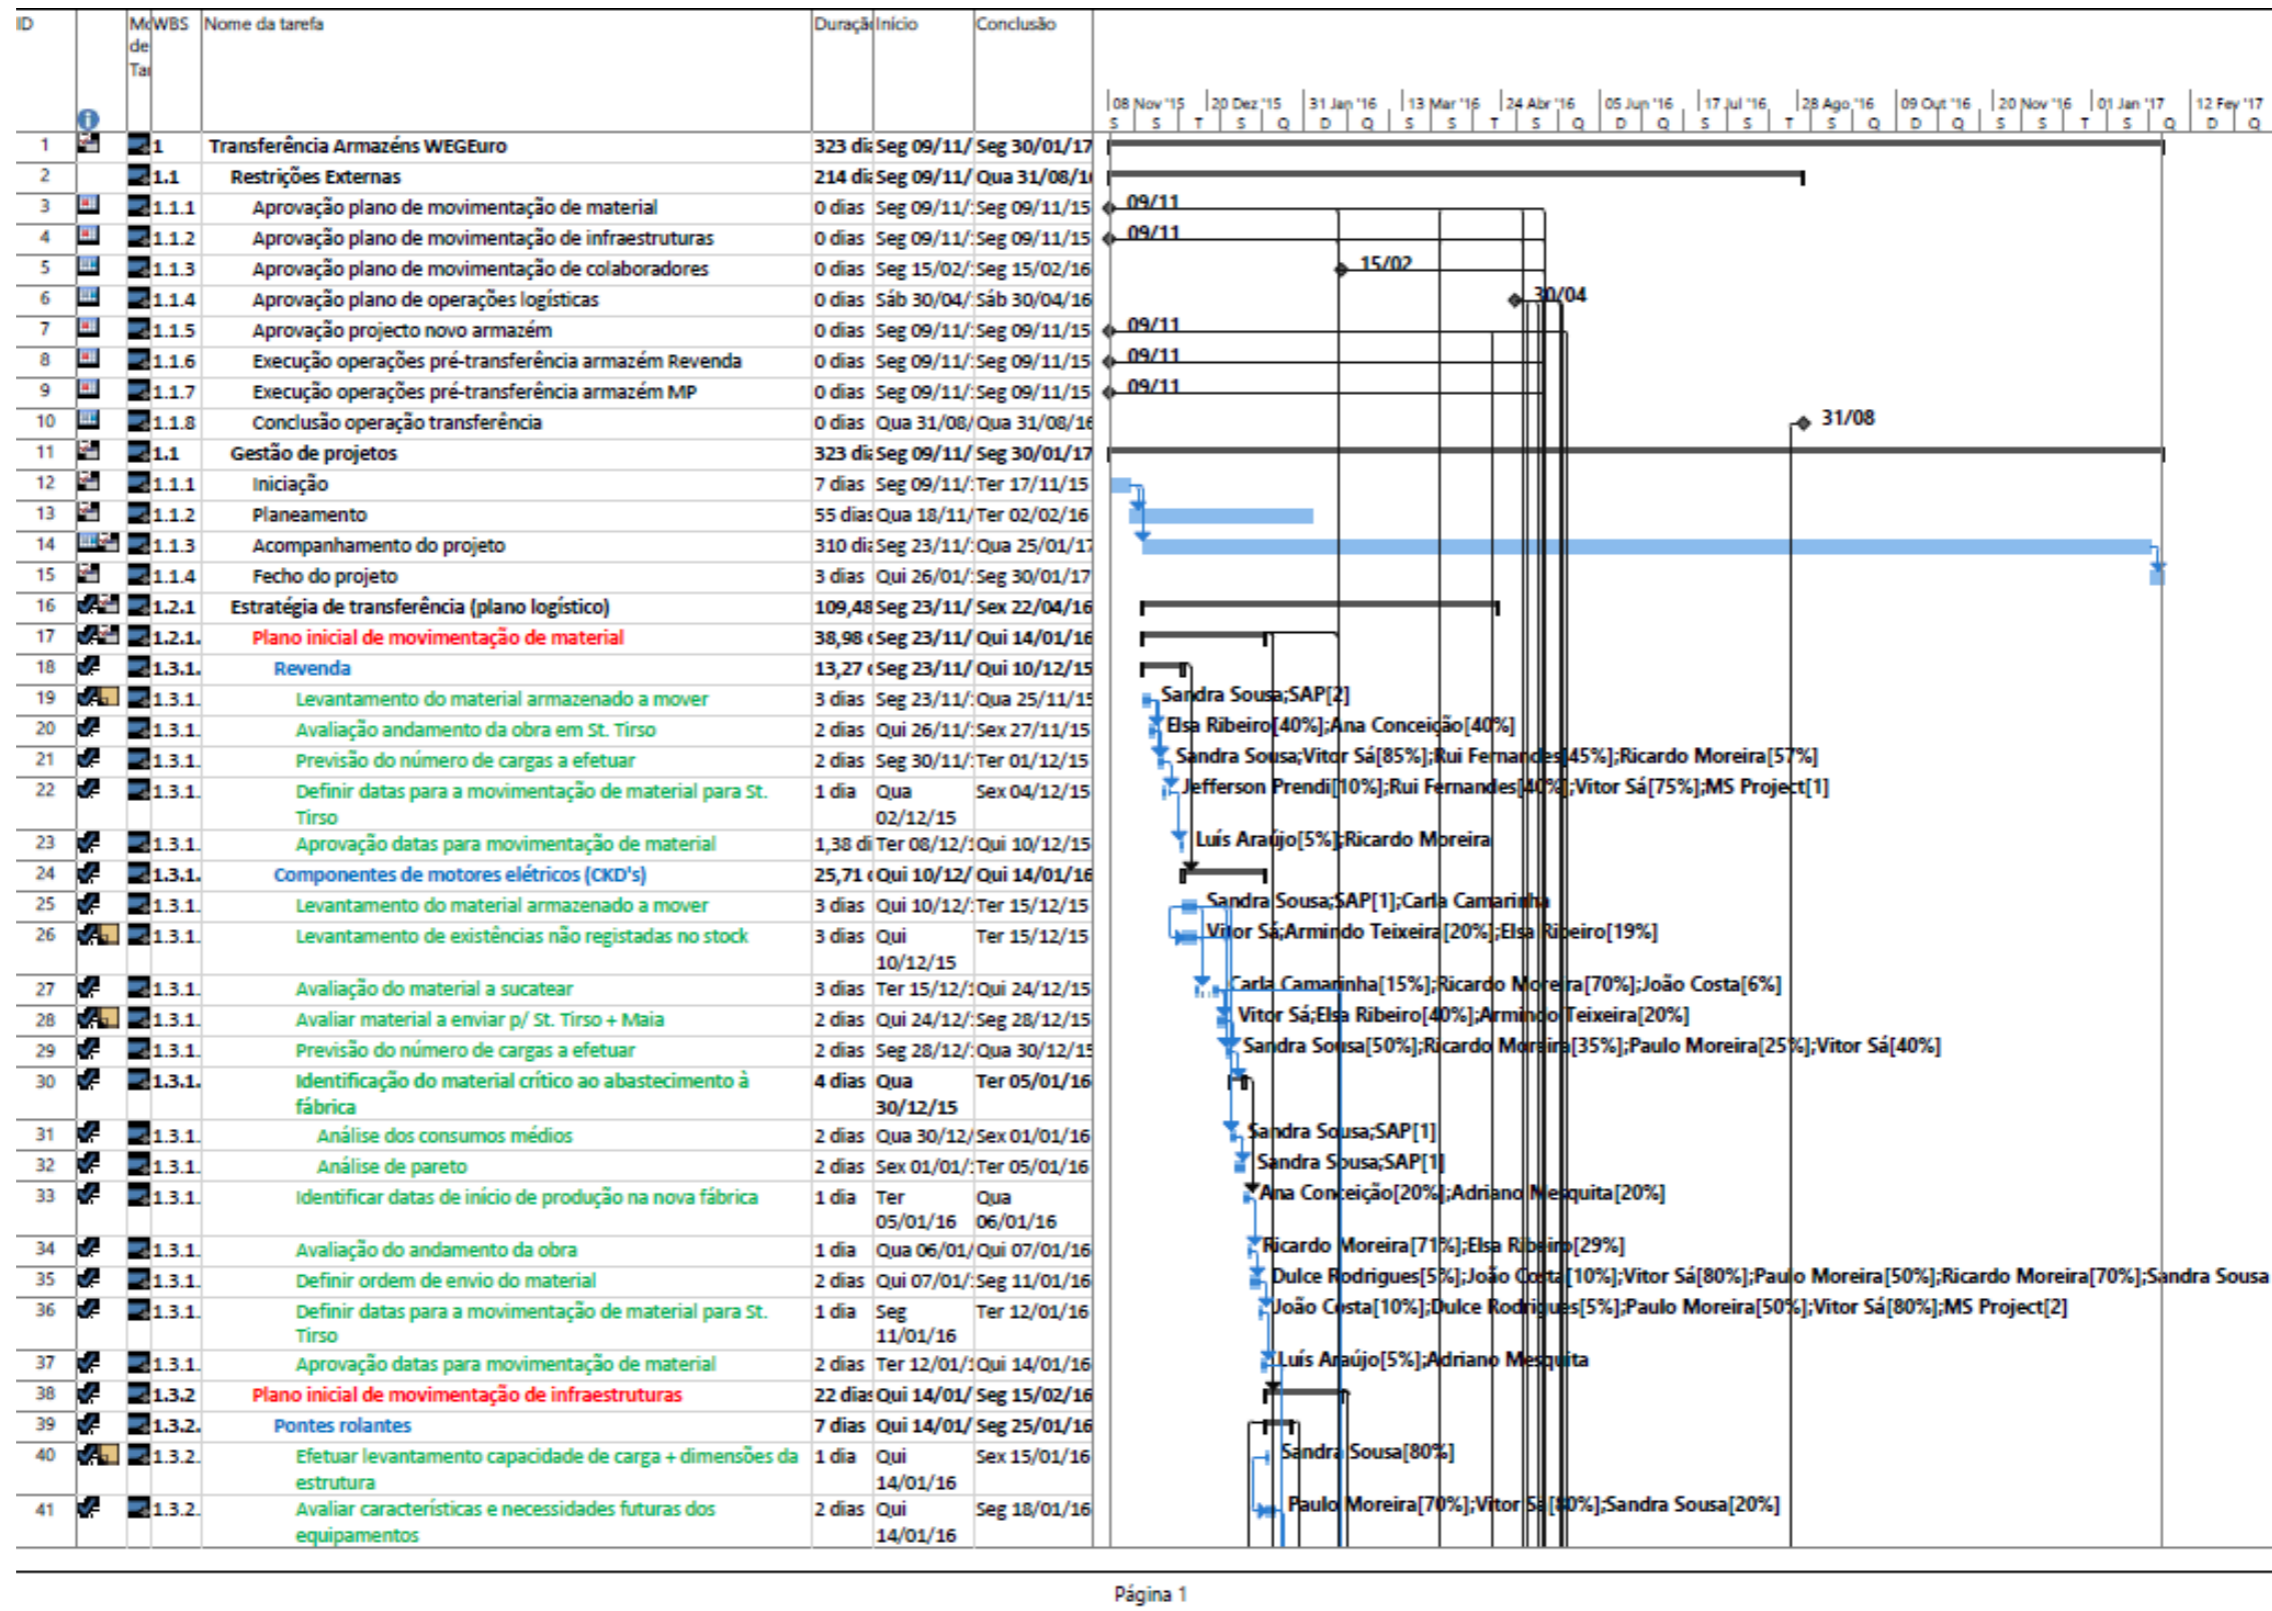 ID Mo WBS Nome da tarefa Duração Início Conclusão
de
Tar
08 Nov '15 20 Dez '15 31 Jan '16 13 Mar '16 24 Abr '16 05 Jun '16 17 Jul '16 28 Ago '16 09 Out '16 20 Nov '16 01 Jan '17 12 Fev '17
S S T S Q D Q S S T S Q D Q S S T S Q D Q S S T S Q D Q
1 1 Transferência Armazéns WEGEuro 323 dia Seg 09/11/ Seg 30/01/17
2 1.1 Restrições Externas 214 dia Seg 09/11/ Qua 31/08/1
3 1.1.1 Aprovação plano de movimentação de material 0 dias Seg 09/11/ Seg 09/11/15 09/11
4 1.1.2 Aprovação plano de movimentação de infraestruturas 0 dias Seg 09/11/ Seg 09/11/15 09/11
5 1.1.3 Aprovação plano de movimentação de colaboradores 0 dias Seg 15/02/ Seg 15/02/16 15/02
6 1.1.4 Aprovação plano de operações logísticas 0 dias Sáb 30/04/ Sáb 30/04/16 30/04
7 1.1.5 Aprovação projecto novo armazém 0 dias Seg 09/11/ Seg 09/11/15 09/11
8 1.1.6 Execução operações pré-transferência armazém Revenda 0 dias Seg 09/11/ Seg 09/11/15 09/11
9 1.1.7 Execução operações pré-transferência armazém MP 0 dias Seg 09/11/ Seg 09/11/15 09/11
10 1.1.8 Conclusão operação transferência 0 dias Qua 31/08/ Qua 31/08/16 31/08
11 1.1 Gestão de projetos 323 dia Seg 09/11/ Seg 30/01/17
12 1.1.1 Iniciação 7 dias Seg 09/11/ Ter 17/11/15
13 1.1.2 Planeamento 55 dias Qua 18/11/ Ter 02/02/16
14 1.1.3 Acompanhamento do projeto 310 dia Seg 23/11/ Qua 25/01/17
15 1.1.4 Fecho do projeto 3 dias Qui 26/01/ Seg 30/01/17
16 1.2.1 Estratégia de transferência (plano logístico) 109,48 Seg 23/11/ Sex 22/04/16
17 1.2.1. Plano inicial de movimentação de material 38,98 d Seg 23/11/ Qui 14/01/16
18 1.3.1. Revenda 13,27 d Seg 23/11/ Qui 10/12/15
19 1.3.1. Levantamento do material armazenado a mover 3 dias Seg 23/11/ Qua 25/11/15 Sandra Sousa;SAP[2]
20 1.3.1. Avaliação andamento da obra em St. Tirso 2 dias Qui 26/11/ Sex 27/11/15 Elsa Ribeiro[40%];Ana Conceição[40%]
21 1.3.1. Previsão do número de cargas a efetuar 2 dias Seg 30/11/ Ter 01/12/15 Sandra Sousa;Vitor Sá[85%];Rui Fernandes[45%];Ricardo Moreira[57%]
22 1.3.1. Definir datas para a movimentação de material para St. 1 dia Qua Sex 04/12/15 Jefferson Prendi[10%];Rui Fernandes[40%];Vitor Sá[75%];MS Project[1]
Tirso 02/12/15
23 1.3.1. Aprovação datas para movimentação de material 1,38 di Ter 08/12/1 Qui 10/12/15 Luís Araújo[5%];Ricardo Moreira
24 1.3.1. Componentes de motores elétricos (CKD's) 25,71 d Qui 10/12/ Qui 14/01/16
25 1.3.1. Levantamento do material armazenado a mover 3 dias Qui 10/12/ Ter 15/12/15 Sandra Sousa;SAP[1];Carla Camarinha
26 1.3.1. Levantamento de existências não registadas no stock 3 dias Qui Ter 15/12/15 Vitor Sá;Armindo Teixeira[20%];Elsa Ribeiro[19%]
10/12/15
27 1.3.1. Avaliação do material a sucatear 3 dias Ter 15/12/1 Qui 24/12/15 Carla Camarinha[15%];Ricardo Moreira[70%];João Costa[6%]
28 1.3.1. Avaliar material a enviar p/ St. Tirso + Maia 2 dias Qui 24/12/ Seg 28/12/15 Vitor Sá;Elsa Ribeiro[40%];Armindo Teixeira[20%]
29 1.3.1. Previsão do número de cargas a efetuar 2 dias Seg 28/12/ Qua 30/12/15 Sandra Sousa[50%];Ricardo Moreira[35%];Paulo Moreira[25%];Vitor Sá[40%]
30 1.3.1. Identificação do material crítico ao abastecimento à 4 dias Qua Ter 05/01/16
fábrica 30/12/15
31 1.3.1. Análise dos consumos médios 2 dias Qua 30/12/ Sex 01/01/16 Sandra Sousa;SAP[1]
32 1.3.1. Análise de pareto 2 dias Sex 01/01/ Ter 05/01/16 Sandra Sousa;SAP[1]
33 1.3.1. Identificar datas de início de produção na nova fábrica 1 dia Ter Qua Ana Conceição[20%];Adriano Mesquita[20%]
05/01/16 06/01/16
34 1.3.1. Avaliação do andamento da obra 1 dia Qua 06/01/ Qui 07/01/16 Ricardo Moreira[71%];Elsa Ribeiro[29%]
35 1.3.1. Definir ordem de envio do material 2 dias Qui 07/01/ Seg 11/01/16 Dulce Rodrigues[5%];João Costa[10%];Vitor Sá[80%];Paulo Moreira[50%];Ricardo Moreira[70%];Sandra Sousa
36 1.3.1. Definir datas para a movimentação de material para St. 1 dia Seg Ter 12/01/16 João Costa[10%];Dulce Rodrigues[5%];Paulo Moreira[50%];Vitor Sá[80%];MS Project[2]
Tirso 11/01/16
37 1.3.1. Aprovação datas para movimentação de material 2 dias Ter 12/01/1 Qui 14/01/16 Luís Araújo[5%];Adriano Mesquita
38 1.3.2 Plano inicial de movimentação de infraestruturas 22 dias Qui 14/01/ Seg 15/02/16
39 1.3.2. Pontes rolantes 7 dias Qui 14/01/ Seg 25/01/16
40 1.3.2. Efetuar levantamento capacidade de carga + dimensões da 1 dia Qui Sex 15/01/16 Sandra Sousa[80%]
estrutura 14/01/16
41 1.3.2. Avaliar características e necessidades futuras dos 2 dias Qui Seg 18/01/16 Paulo Moreira[70%];Vitor Sá[80%];Sandra Sousa[20%]
equipamentos 14/01/16
Página 1